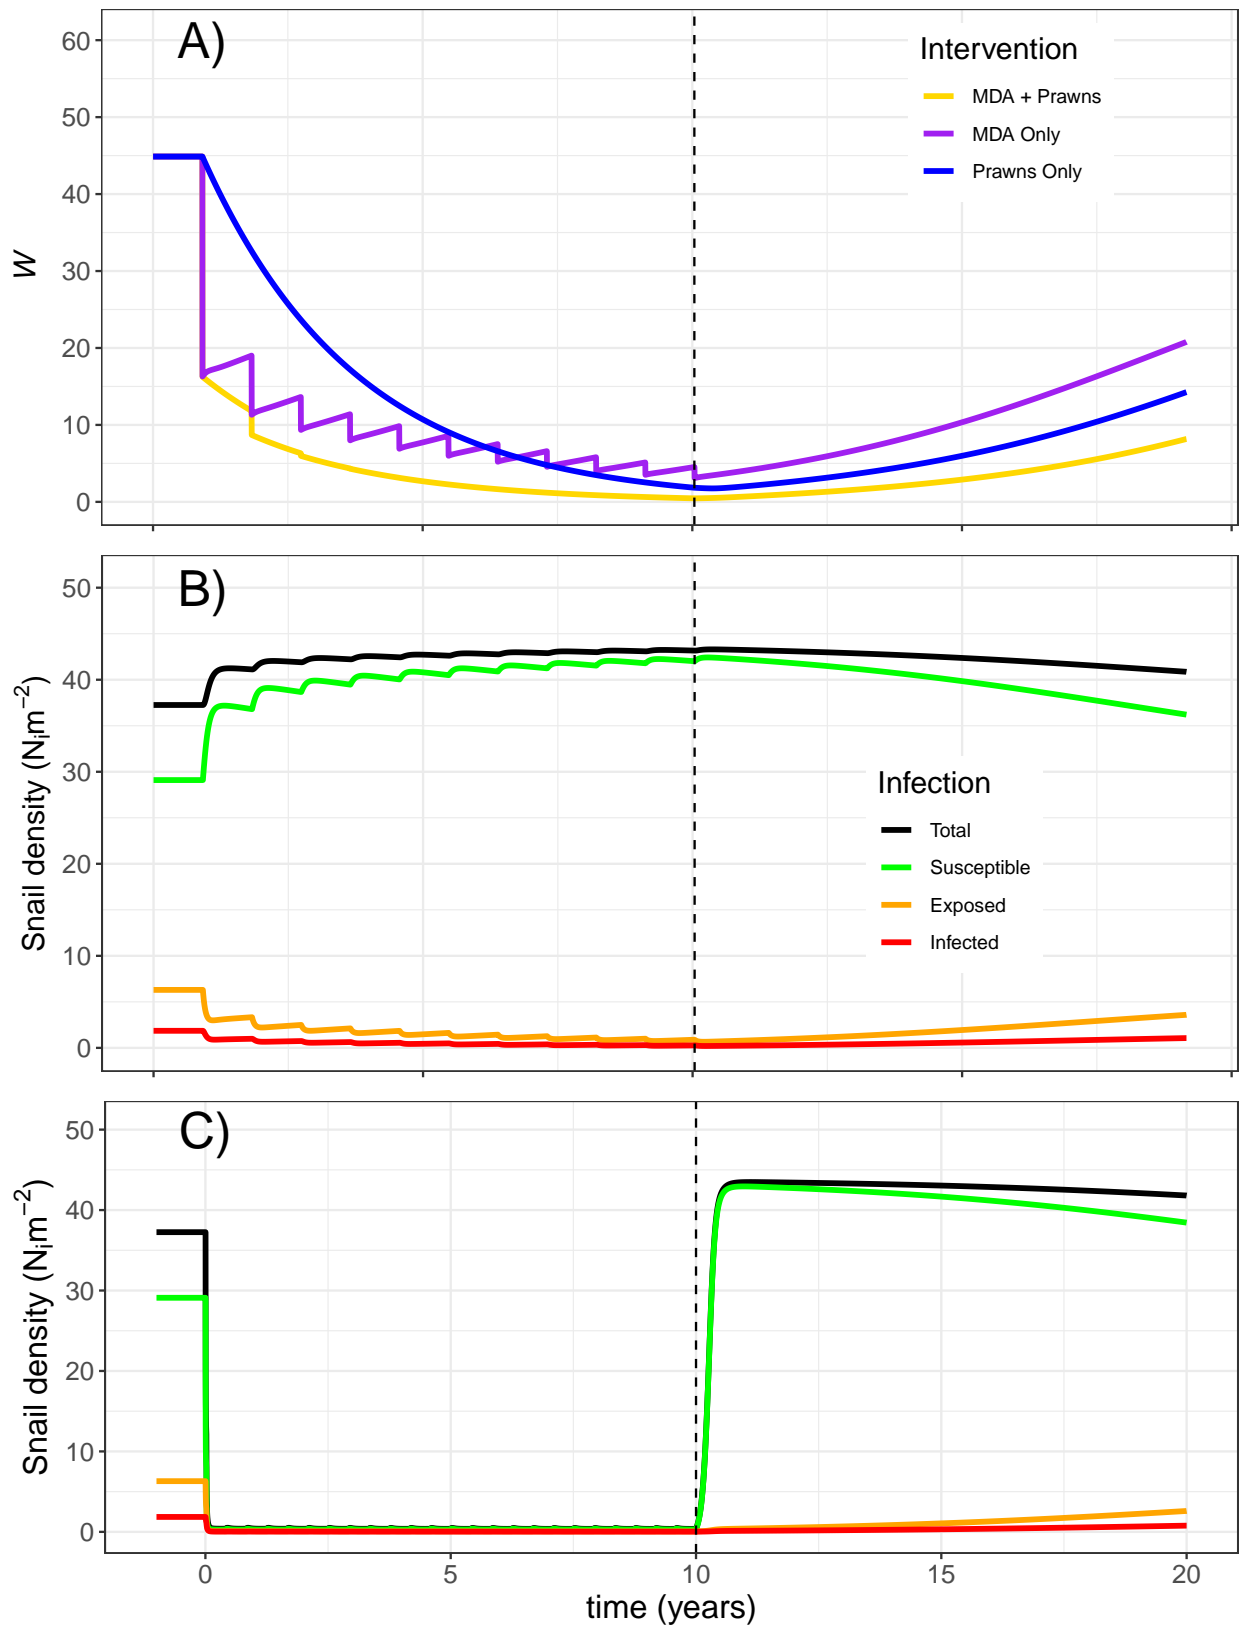 A)
60
50
40
30
20
10
0
W
Intervention
MDA + Prawns
MDA Only
Prawns Only
B)
50
40
30
20
10
0
Snail density (Nᵢm⁻²)
Infection
Total
Susceptible
Exposed
Infected
C)
50
40
30
20
10
0
Snail density (Nᵢm⁻²)
0 5 10 15 20
time (years)